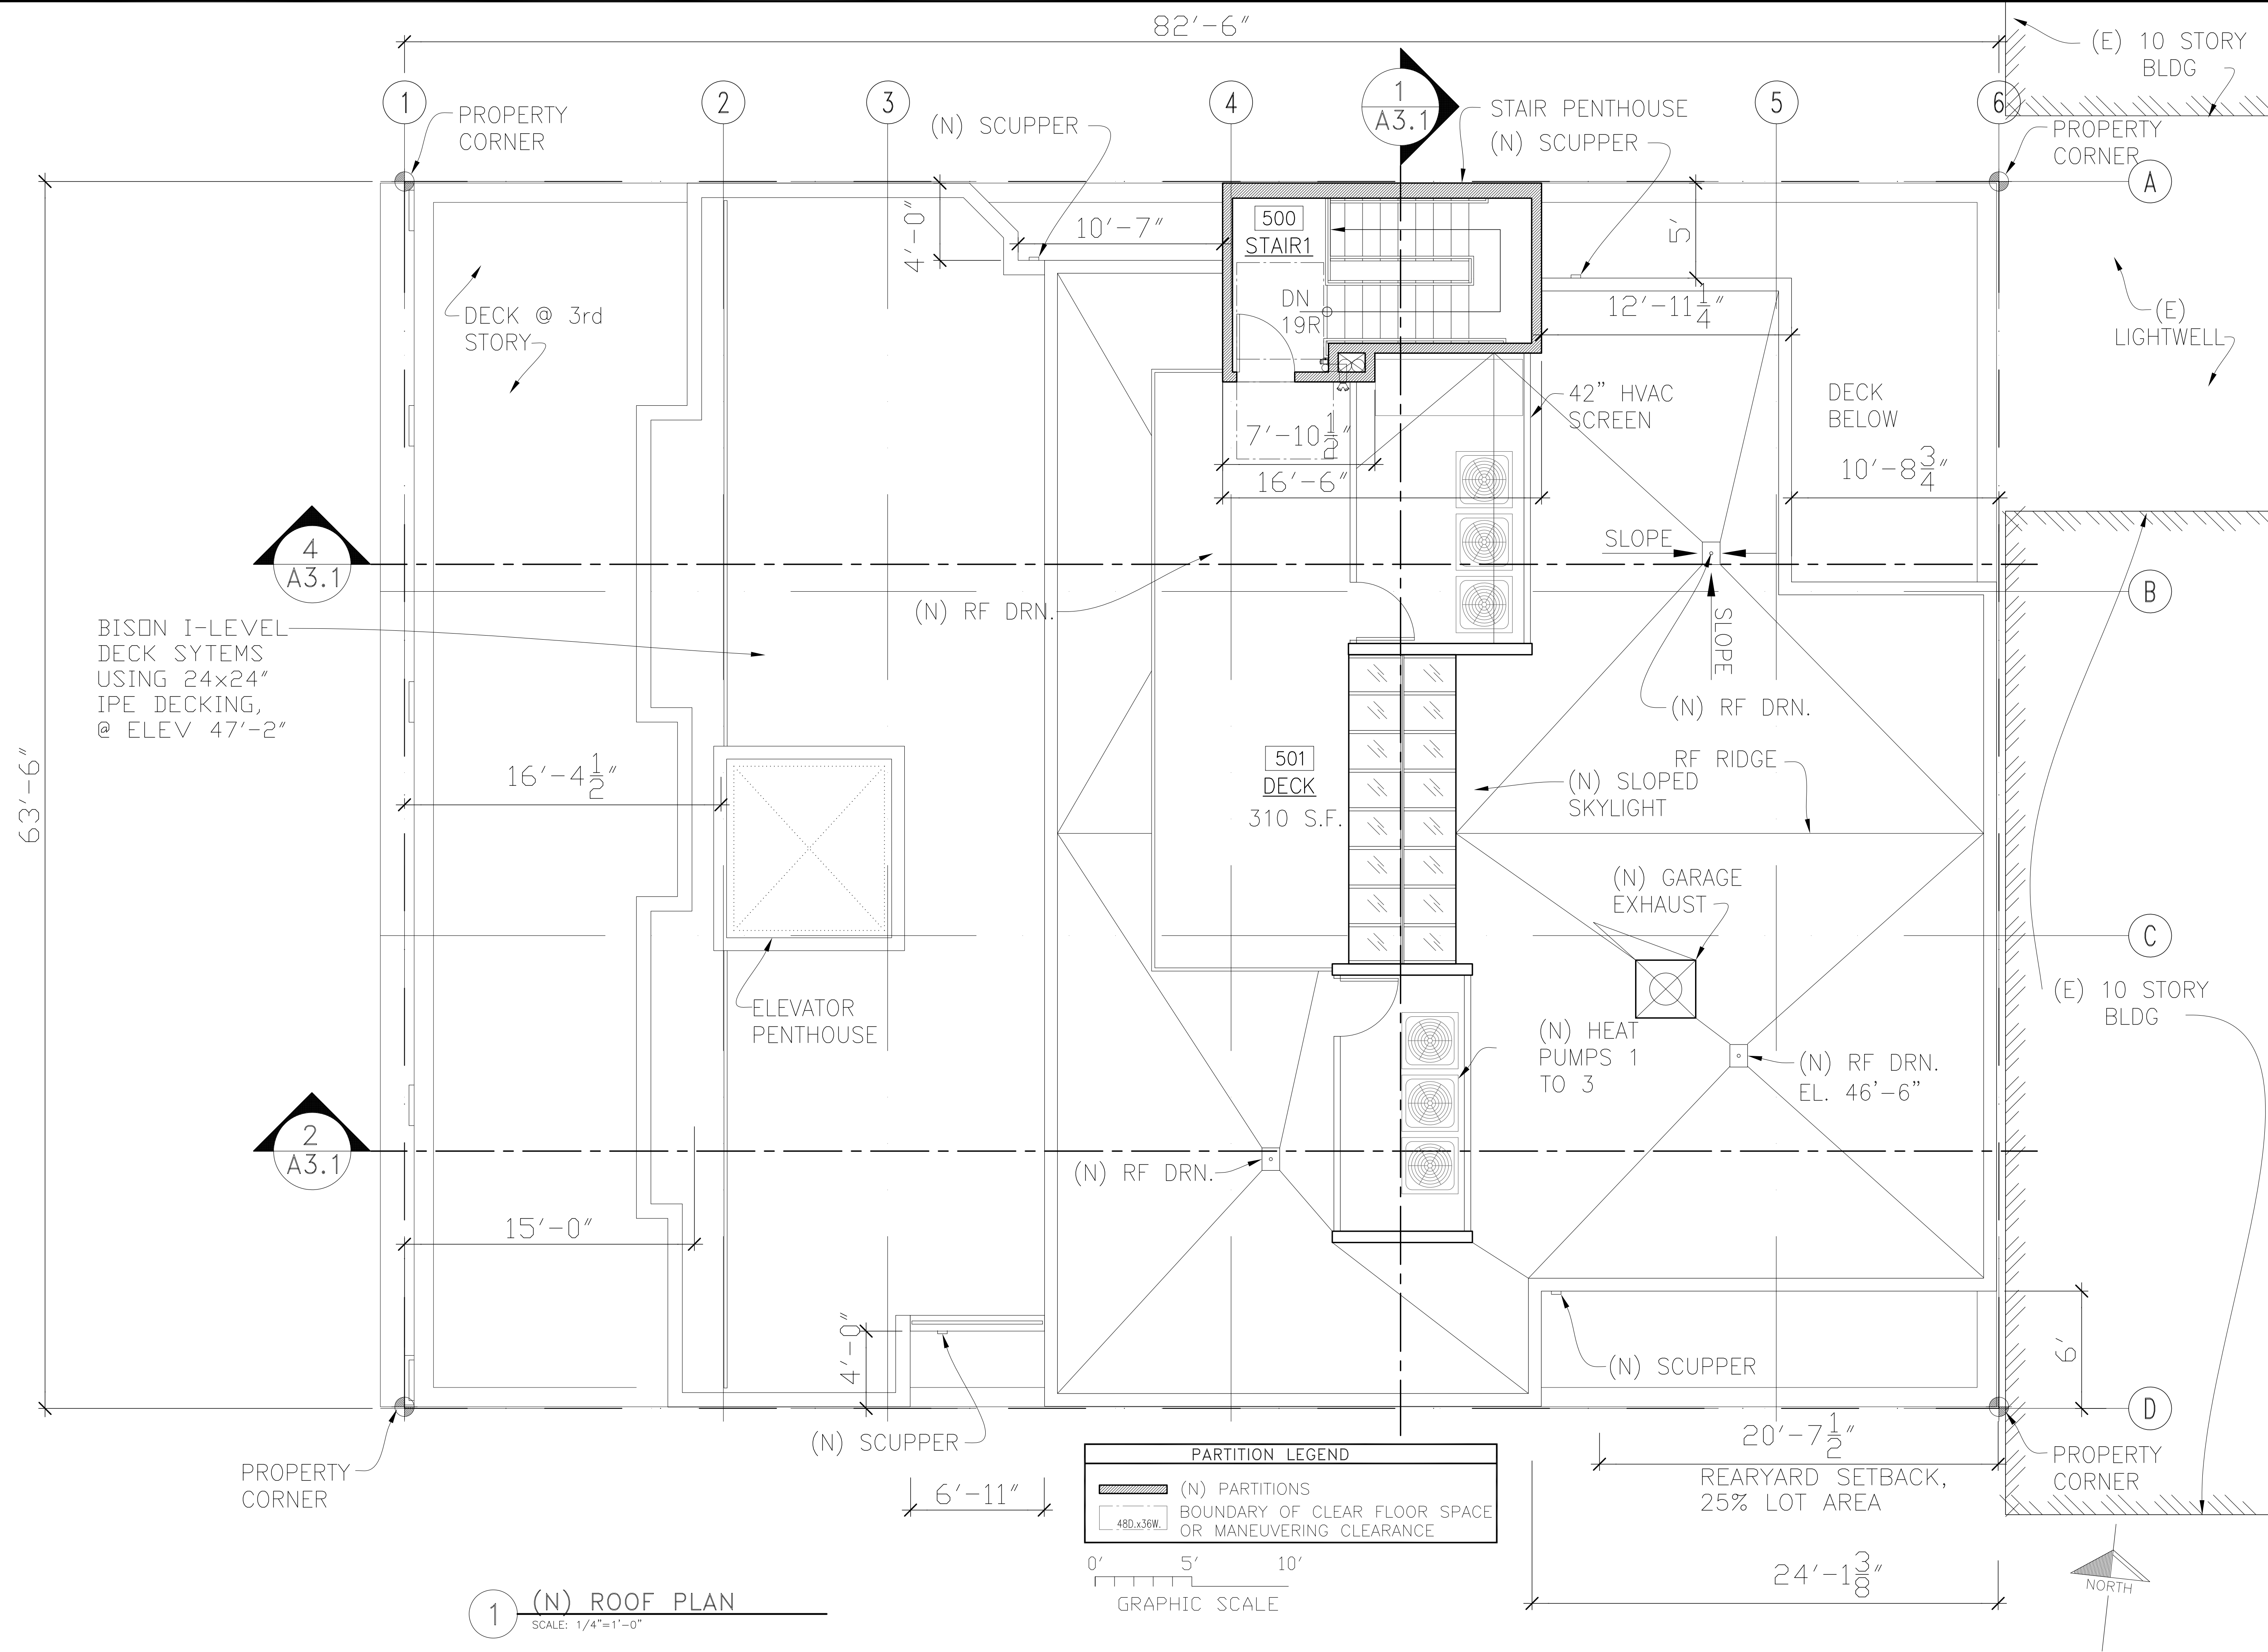 82'-6"
(E) 10 STORY
BLDG
1
2
3
4
5
6
1
A3.1
PROPERTY
CORNER
(N) SCUPPER
STAIR PENTHOUSE
(N) SCUPPER
PROPERTY
CORNER
A
4'-0"
10'-7"
500
STAIR1
5'
DN
19R
12'-11 1/4"
DECK @ 3rd
STORY
(E)
LIGHTWELL
42" HVAC
SCREEN
DECK
BELOW
7'-10 1/2"
16'-6"
10'-8 3/4"
4
A3.1
SLOPE
SLOPE
B
(N) RF DRN.
BISON I-LEVEL
DECK SYTEMS
USING 24x24"
IPE DECKING,
@ ELEV 47'-2"
(N) RF DRN.
63'-6"
16'-4 1/2"
501
DECK
310 S.F.
RF RIDGE
(N) SLOPED
SKYLIGHT
(N) GARAGE
EXHAUST
C
ELEVATOR
PENTHOUSE
(E) 10 STORY
BLDG
(N) HEAT
PUMPS 1
TO 3
(N) RF DRN.
EL. 46'-6"
2
A3.1
(N) RF DRN.
15'-0"
4'-0"
(N) SCUPPER
6'
D
(N) SCUPPER
PROPERTY
CORNER
20'-7 1/2"
REARYARD SETBACK,
25% LOT AREA
PROPERTY
CORNER
6'-11"
PARTITION LEGEND
(N) PARTITIONS
48D.x36W.
BOUNDARY OF CLEAR FLOOR SPACE
OR MANEUVERING CLEARANCE
0' 5' 10'
GRAPHIC SCALE
24'-1 3/8"
NORTH
1
(N) ROOF PLAN
SCALE: 1/4"=1'-0"